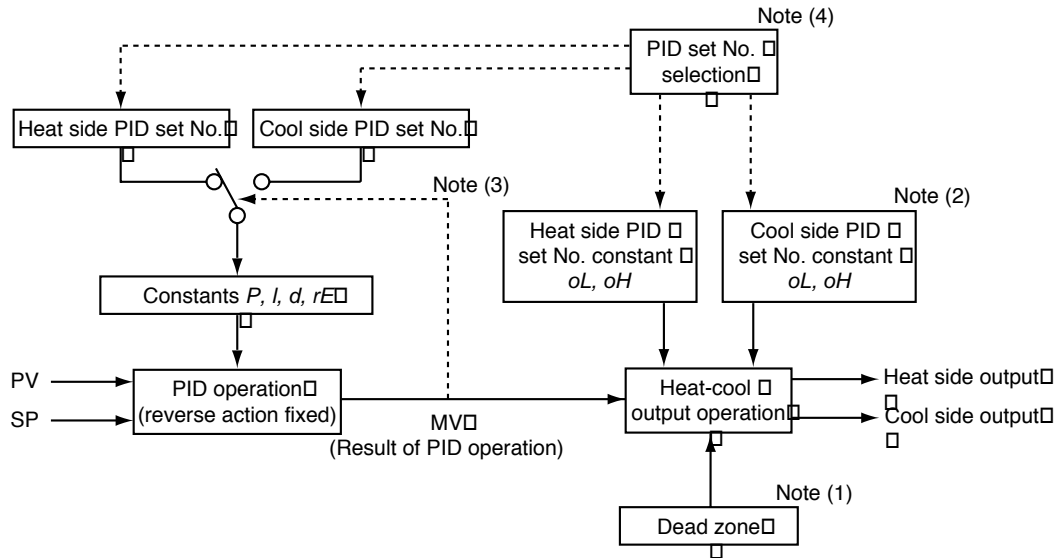 Note (4)
PID set No.
selection
Heat side PID set No.
Cool side PID set No.
Note (3)
Note (2)
Heat side PID
set No. constant
oL, oH
Cool side PID
set No. constant
oL, oH
Constants P, I, d, rE
PV
SP
PID operation
(reverse action fixed)
MV
(Result of PID operation)
Heat-cool
output operation
Heat side output
Cool side output
Note (1)
Dead zone